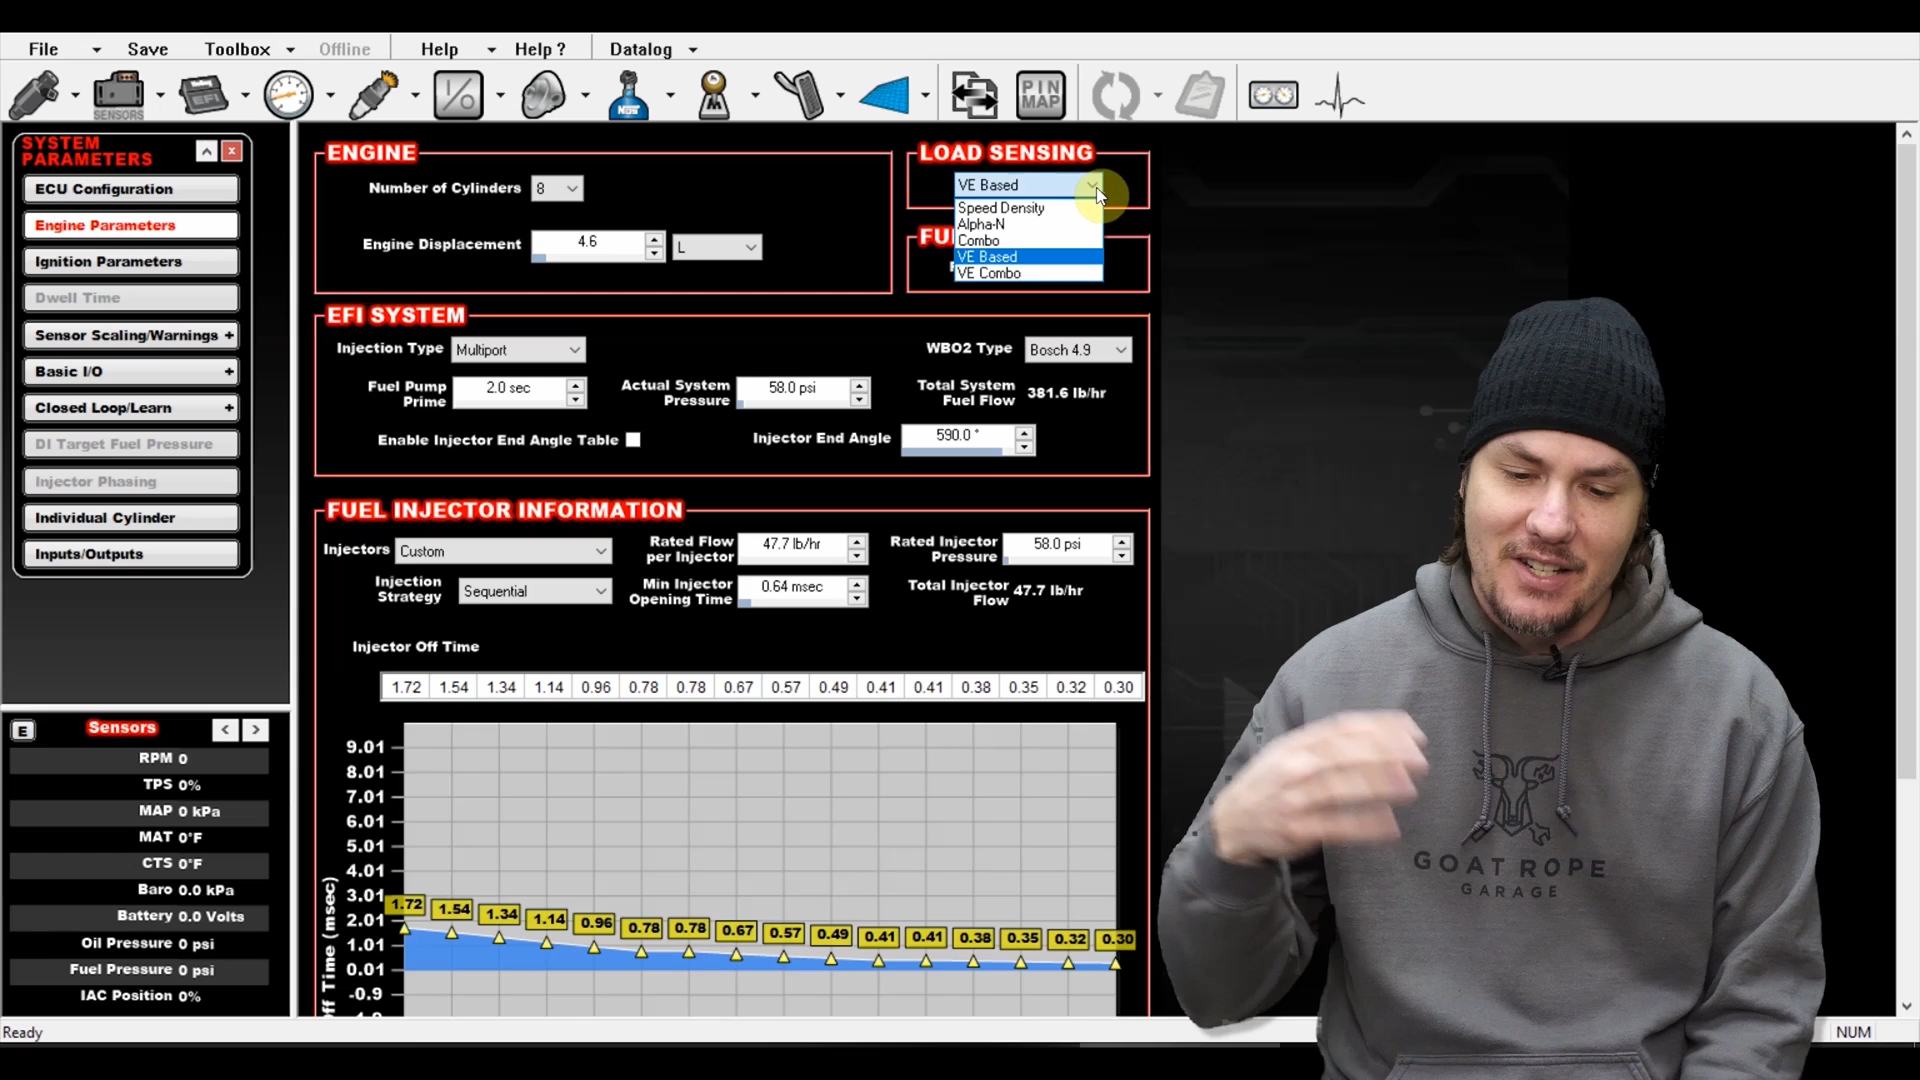 File Save Toolbox Offline Help Help ? Datalog
SENSORS EFI I/O NOS PIN MAP
SYSTEM
PARAMETERS
ECU Configuration
Engine Parameters
Ignition Parameters
Dwell Time
Sensor Scaling/Warnings +
Basic I/O +
Closed Loop/Learn +
DI Target Fuel Pressure
Injector Phasing
Individual Cylinder
Inputs/Outputs
E Sensors < >
RPM 0
TPS 0%
MAP 0 kPa
MAT 0°F
CTS 0°F
Baro 0.0 kPa
Battery 0.0 Volts
Oil Pressure 0 psi
Fuel Pressure 0 psi
IAC Position 0%
ENGINE
Number of Cylinders 8
Engine Displacement 4.6 L
LOAD SENSING
VE Based
Speed Density
Alpha-N
Combo
VE Based
VE Combo
EFI SYSTEM
Injection Type Multiport
WBO2 Type Bosch 4.9
Fuel Pump
Prime 2.0 sec
Actual System
Pressure 58.0 psi
Total System
Fuel Flow 381.6 lb/hr
Enable Injector End Angle Table
Injector End Angle 590.0 °
FUEL INJECTOR INFORMATION
Injectors Custom
Rated Flow
per Injector 47.7 lb/hr
Rated Injector
Pressure 58.0 psi
Injection
Strategy Sequential
Min Injector
Opening Time 0.64 msec
Total Injector
Flow 47.7 lb/hr
Injector Off Time
1.72 1.54 1.34 1.14 0.96 0.78 0.78 0.67 0.57 0.49 0.41 0.41 0.38 0.35 0.32 0.30
9.01
8.01
7.01
6.01
5.01
4.01
3.01
2.01
1.01
0.01
-0.9
Off Time (msec)
1.72 1.54 1.34 1.14 0.96 0.78 0.78 0.67 0.57 0.49 0.41 0.41 0.38 0.35 0.32 0.30
GOAT ROPE
GARAGE
Ready
NUM